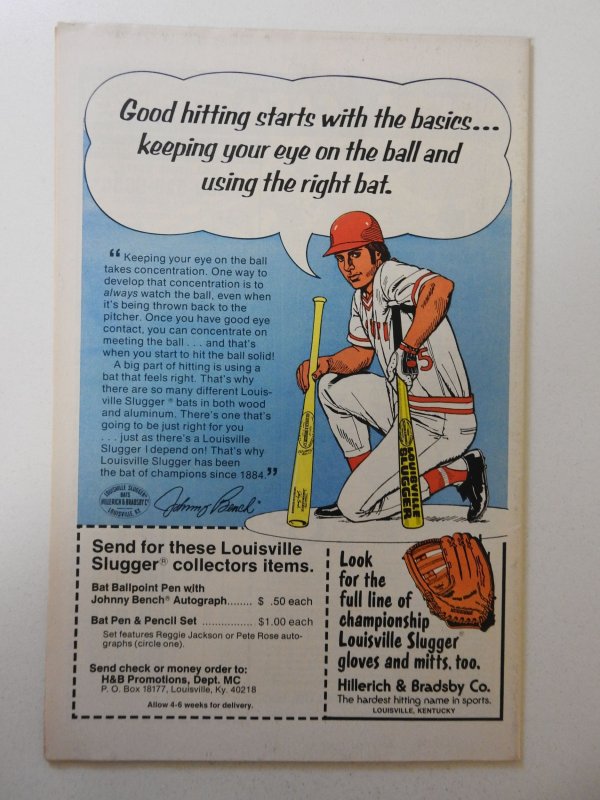 Good hitting starts with the basics...
keeping your eye on the ball and
using the right bat.
“ Keeping your eye on the ball
takes concentration. One way to
develop that concentration is to
always watch the ball, even when
it's being thrown back to the
pitcher. Once you have good eye
contact, you can concentrate on
meeting the ball . . . and that's
when you start to hit the ball solid!
A big part of hitting is using a
bat that feels right. That's why
there are so many different Louis-
ville Slugger ® bats in both wood
and aluminum. There's one that's
going to be just right for you
. . . just as there's a Louisville
Slugger I depend on! That's why
Louisville Slugger has been
the bat of champions since 1884.”
LOUISVILLE SLUGGER
BATS
HILLERICH & BRADSBY Co
LOUISVILLE, KY.
Johnny Bench
5
LOUISVILLE
SLUGGER
Send for these Louisville
Slugger® collectors items.
Bat Ballpoint Pen with
Johnny Bench® Autograph....... $ .50 each
Bat Pen & Pencil Set ................ $1.00 each
Set features Reggie Jackson or Pete Rose auto-
graphs (circle one).
Send check or money order to:
H&B Promotions, Dept. MC
P. O. Box 18177, Louisville, Ky. 40218
Allow 4-6 weeks for delivery.
Look
for the
full line of
championship
Louisville Slugger®
gloves and mitts, too.
Hillerich & Bradsby Co.
The hardest hitting name in sports.
LOUISVILLE, KENTUCKY